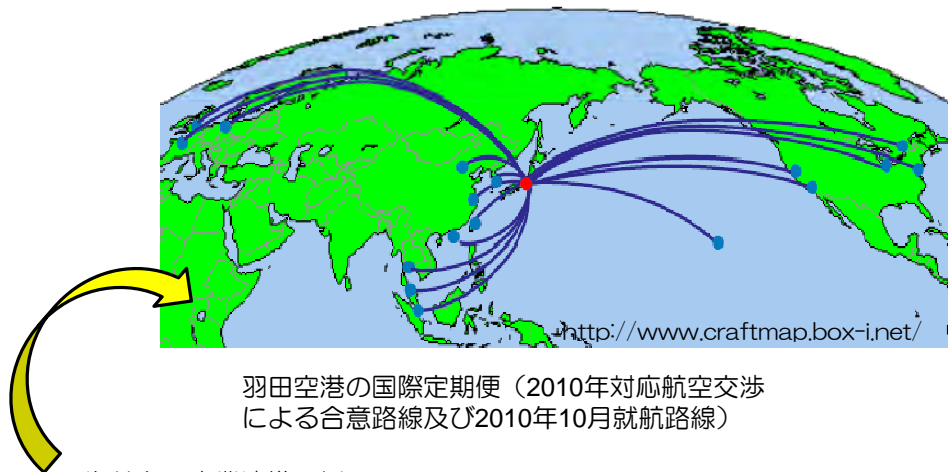 http://www.craftmap.box-i.net/
羽田空港の国際定期便（2010年対応航空交渉
による合意路線及び2010年10月就航路線）